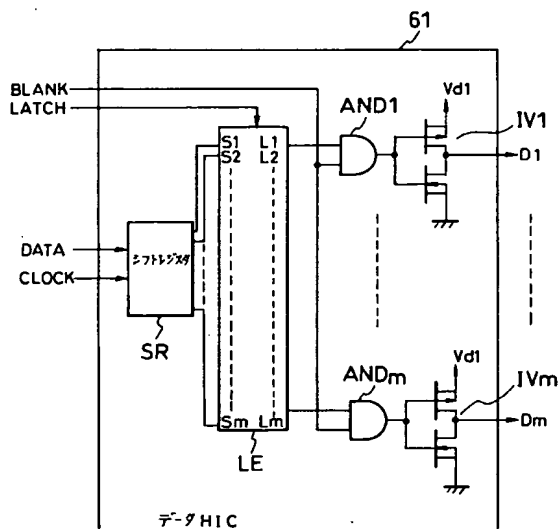 61
BLANK
LATCH
AND1
Vd1
IV1
D1
S1 L1
S2 L2
DATA
CLOCK
シフトレジスタ
SR
ANDm
Vd1
IVm
Dm
Sm Lm
LE
データHIC